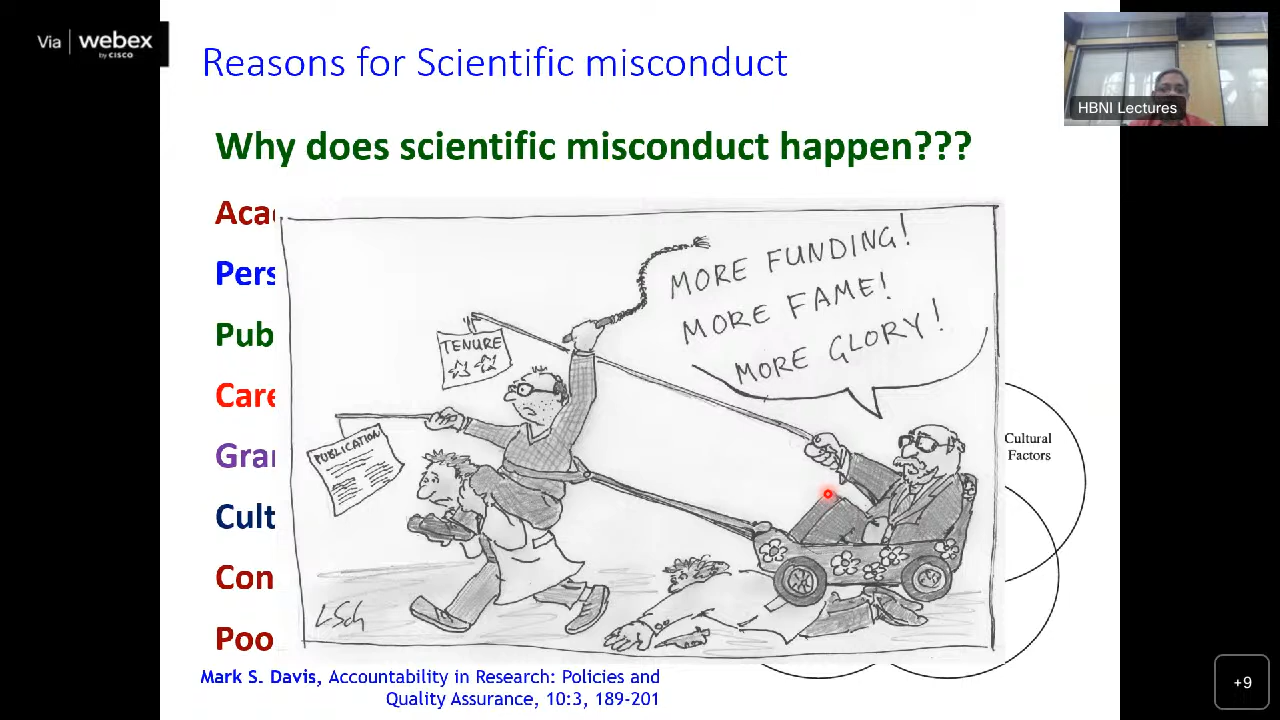 Via webex
by CISCO
Reasons for Scientific misconduct
HBNI Lectures
Why does scientific misconduct happen???
Aca
Pers
Pub
Care
Gra
Cult
Con
Poo
MORE FUNDING!
MORE FAME!
MORE GLORY!
TENURE
PUBLICATION
LSch
Cultural
Factors
Mark S. Davis, Accountability in Research: Policies and
Quality Assurance, 10:3, 189-201
+9